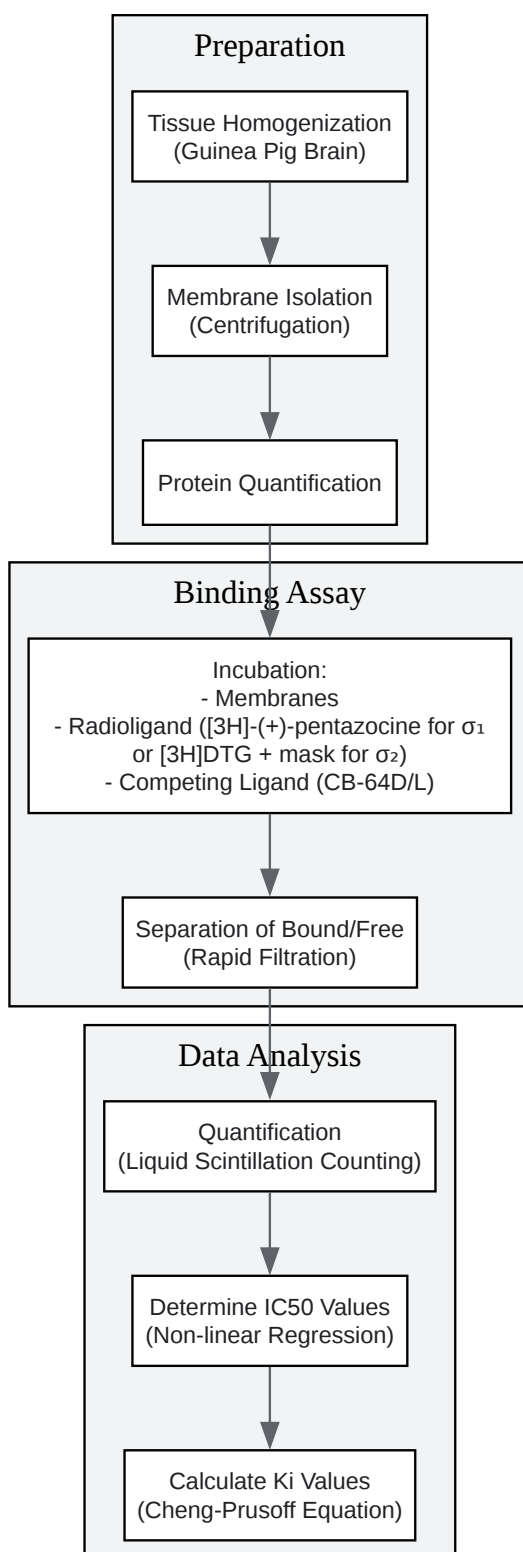 Preparation
Tissue Homogenization
(Guinea Pig Brain)
Membrane Isolation
(Centrifugation)
Protein Quantification
Binding Assay
Incubation:
- Membranes
- Radioligand ([3H]-(+)-pentazocine for σ₁
or [3H]DTG + mask for σ₂)
- Competing Ligand (CB-64D/L)
Separation of Bound/Free
(Rapid Filtration)
Data Analysis
Quantification
(Liquid Scintillation Counting)
Determine IC50 Values
(Non-linear Regression)
Calculate Ki Values
(Cheng-Prusoff Equation)